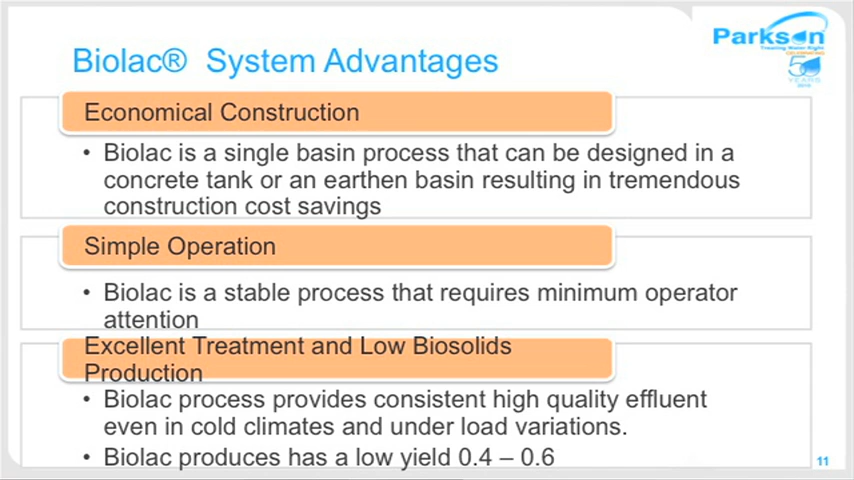 Parkson
Treating Water Right
CELEBRATING
50
YEARS
2010
Biolac® System Advantages
Economical Construction
• Biolac is a single basin process that can be designed in a
concrete tank or an earthen basin resulting in tremendous
construction cost savings
Simple Operation
• Biolac is a stable process that requires minimum operator
attention
Excellent Treatment and Low Biosolids
Production
• Biolac process provides consistent high quality effluent
even in cold climates and under load variations.
• Biolac produces has a low yield 0.4 – 0.6
11